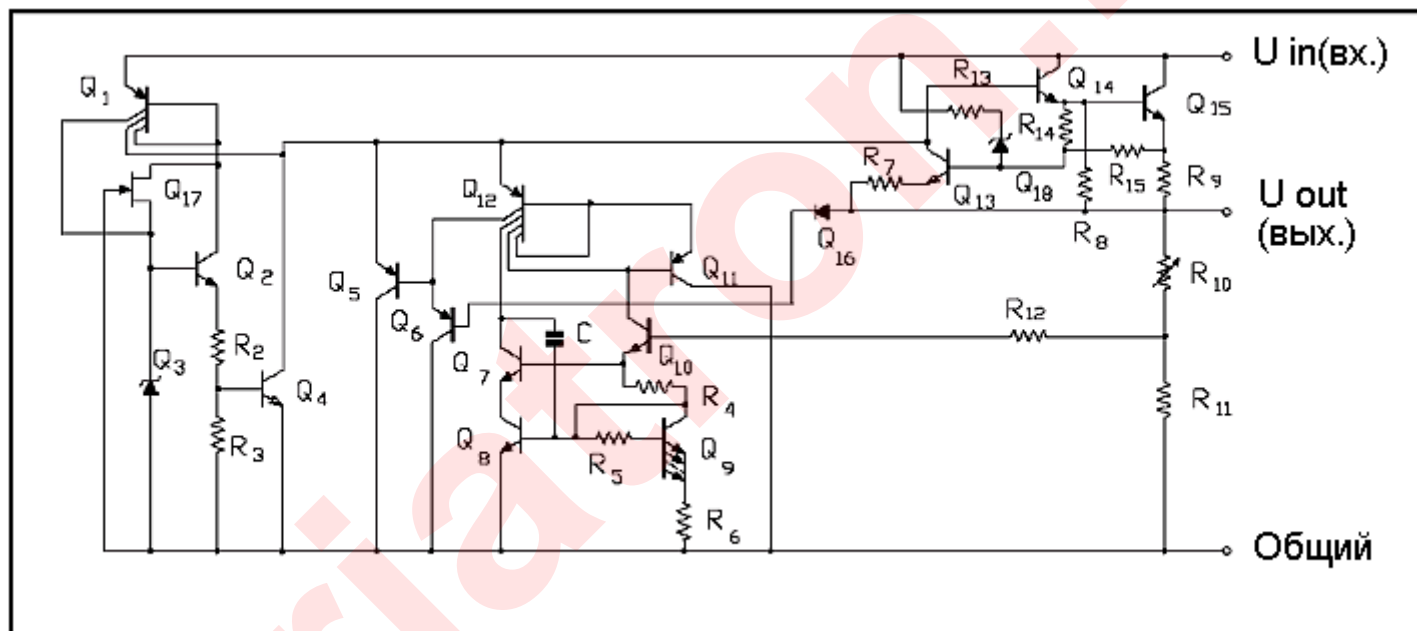 U in(вх.)
Q1
R13
Q14
Q15
R14
Q17
Q12
R7
Q13
Q18
R15
R9
U out
(вых.)
Q16
R8
Q2
Q5
Q11
R10
Q6
R12
Q3
R2
C
Q7
Q10
Q4
R4
R11
R3
Q8
R5
Q9
R6
Общий
riatron.